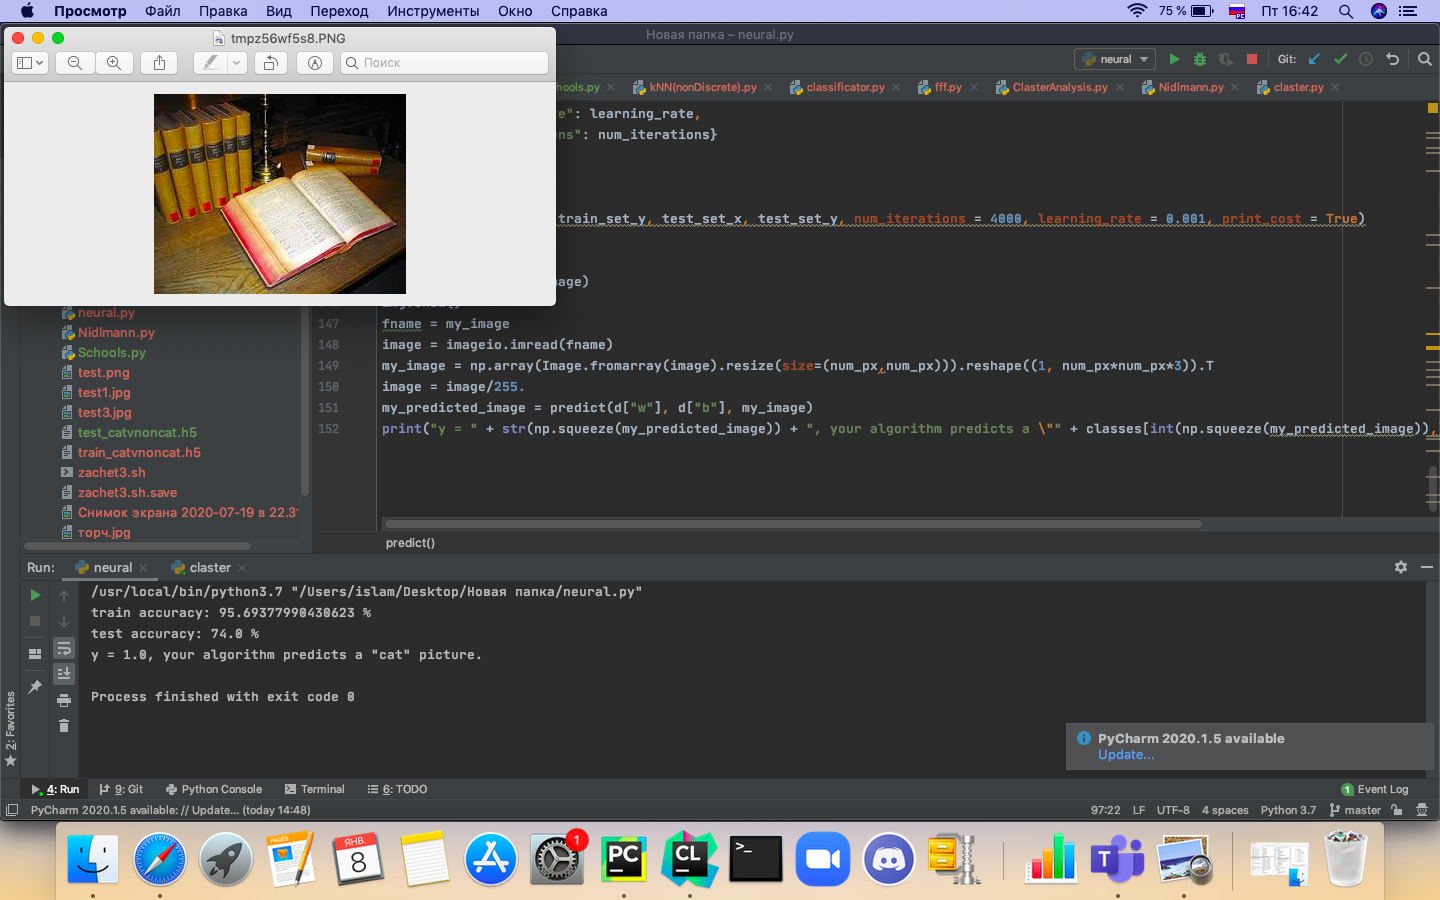 Просмотр Файл Правка Вид Переход Инструменты Окно Справка 75 % РС Пт 16:42
tmpz56wf5s8.PNG
Поиск
Новая папка – neural.py
neural Git:
hools.py kNN(nonDiscrete).py classificator.py fff.py ClasterAnalysis.py Nidlmann.py claster.py
e": learning_rate,
ns": num_iterations}
train_set_y, test_set_x, test_set_y, num_iterations = 4000, learning_rate = 0.001, print_cost = True)
mage)
147 fname = my_image
148 image = imageio.imread(fname)
149 my_image = np.array(Image.fromarray(image).resize(size=(num_px,num_px))).reshape((1, num_px*num_px*3)).T
150 image = image/255.
151 my_predicted_image = predict(d["w"], d["b"], my_image)
152 print("y = " + str(np.squeeze(my_predicted_image)) + ", your algorithm predicts a \"" + classes[int(np.squeeze(my_predicted_image)),
neural.py
Nidlmann.py
Schools.py
test.png
test1.jpg
test3.jpg
test_catvnoncat.h5
train_catvnoncat.h5
zachet3.sh
zachet3.sh.save
Снимок экрана 2020-07-19 в 22.31
торч.jpg
predict()
Run: neural claster
/usr/local/bin/python3.7 "/Users/islam/Desktop/Новая папка/neural.py"
train accuracy: 95.69377990430623 %
test accuracy: 74.0 %
y = 1.0, your algorithm predicts a "cat" picture.
Process finished with exit code 0
2: Favorites
PyCharm 2020.1.5 available
Update...
4: Run 9: Git Python Console Terminal 6: TODO 1 Event Log
PyCharm 2020.1.5 available: // Update... (today 14:48) 97:22 LF UTF-8 4 spaces Python 3.7 master
PAGES ЯНВ. 8 1 PC CL >_ T